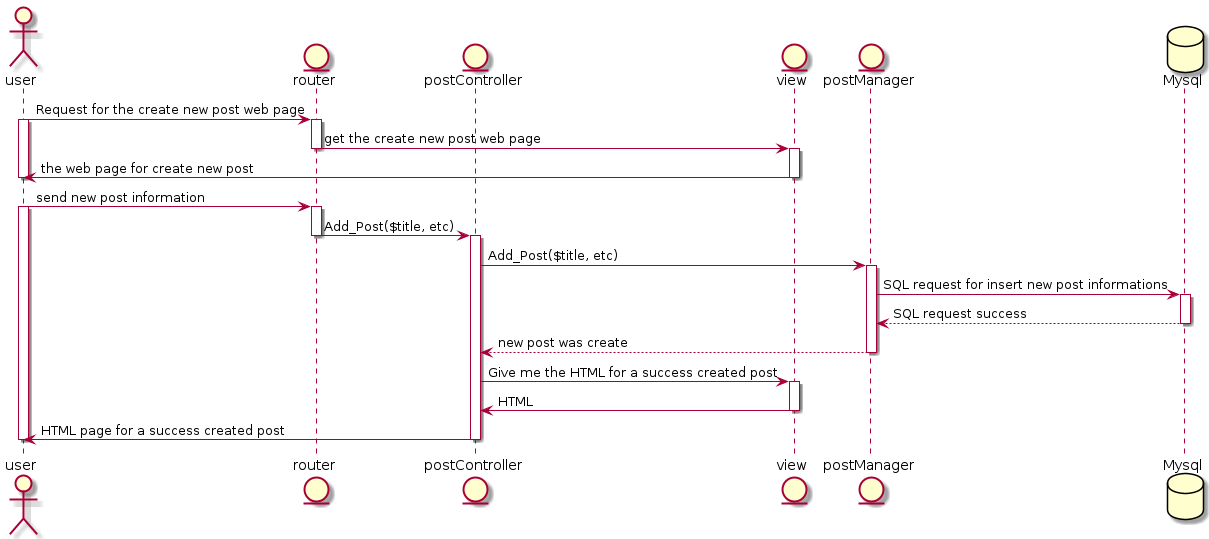 user
router
postController
view
postManager
Mysql
Request for the create new post web page
get the create new post web page
the web page for create new post
send new post information
Add_Post($title, etc)
Add_Post($title, etc)
SQL request for insert new post informations
SQL request success
new post was create
Give me the HTML for a success created post
HTML
HTML page for a success created post
user
router
postController
view
postManager
Mysql